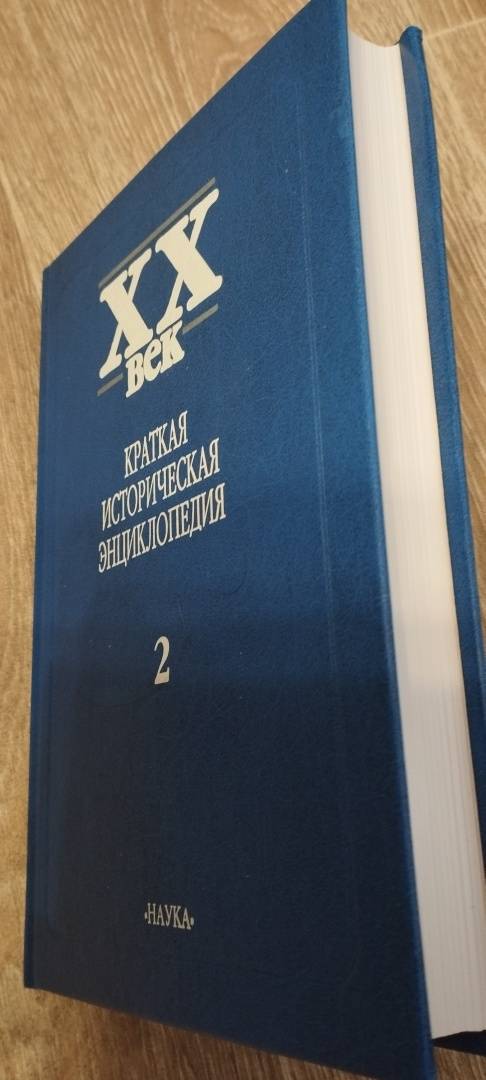 XX
век
КРАТКАЯ
ИСТОРИЧЕСКАЯ
ЭНЦИКЛОПЕДИЯ
2
•НАУКА•